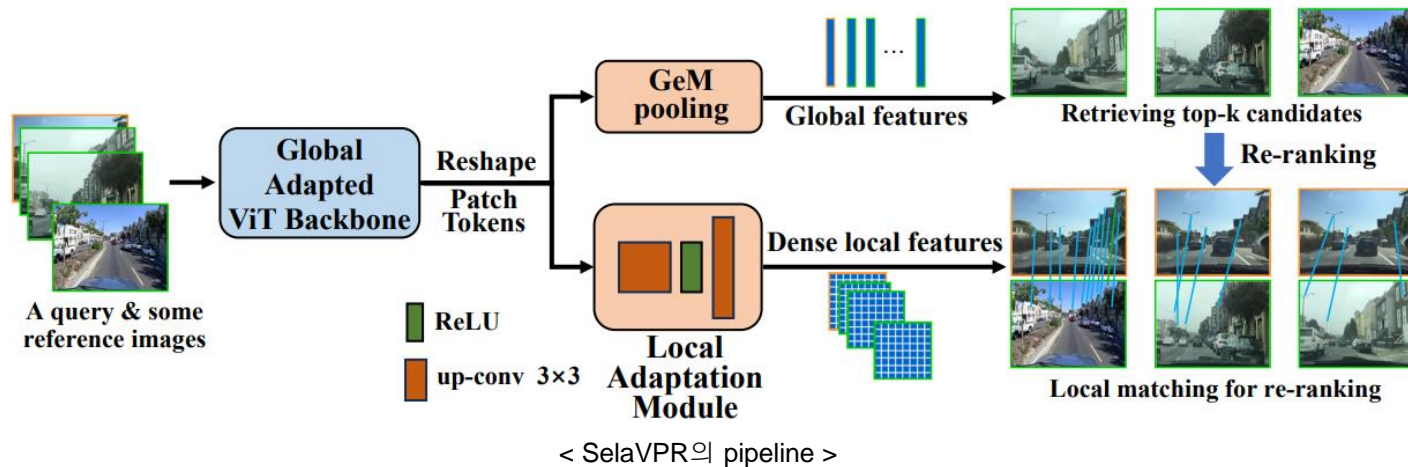 A query & some
reference images
Global
Adapted
ViT Backbone
Reshape
Patch
Tokens
GeM
pooling
...
Global features
Retrieving top-k candidates
Re-ranking
ReLU
up-conv 3×3
Local
Adaptation
Module
Dense local features
Local matching for re-ranking
< SelaVPR의 pipeline >